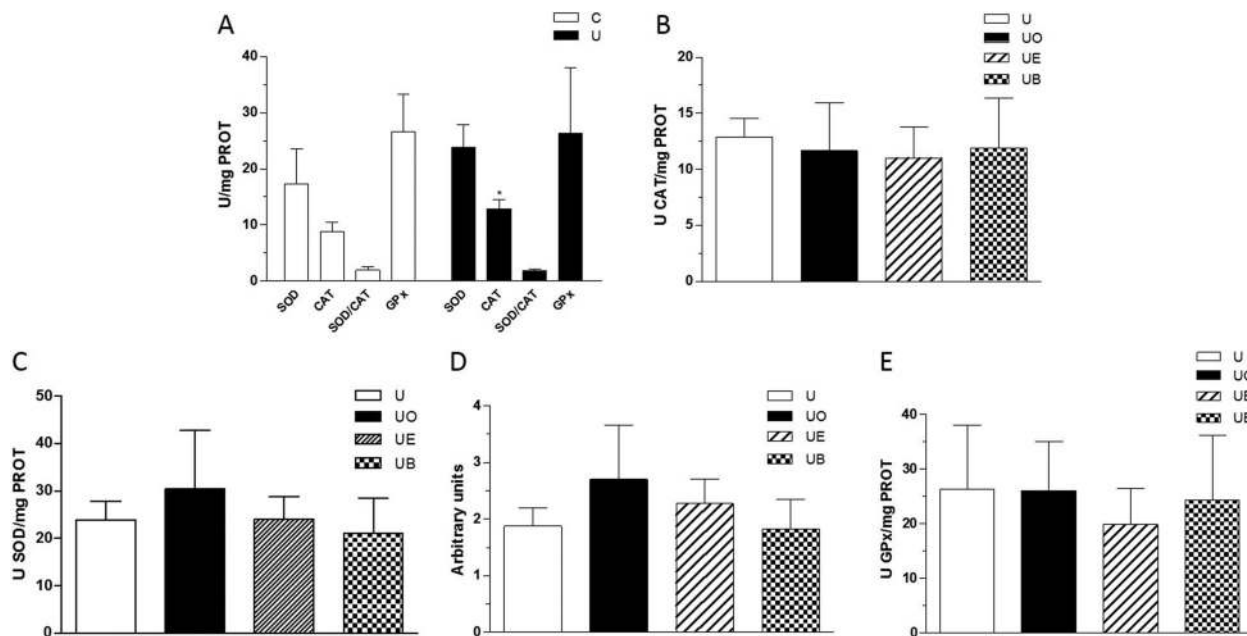 A
C
U
U/mg PROT
40
30
20
10
0
SOD
CAT
SOD/CAT
GPx
*
SOD
CAT
SOD/CAT
GPx
B
U
UO
UE
UB
U CAT/mg PROT
20
15
10
5
0
C
U
UO
UE
UB
U SOD/mg PROT
50
40
30
20
10
0
D
U
UO
UE
UB
Arbitrary units
4
3
2
1
0
E
U
UO
UE
UB
U GPx/mg PROT
40
30
20
10
0